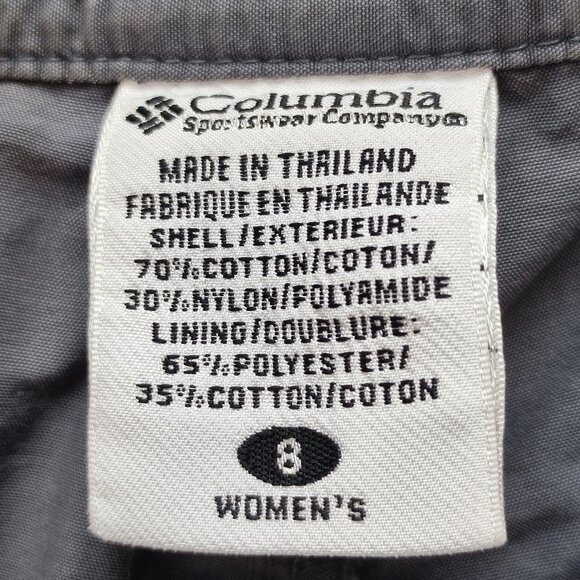 Columbia
Sportswear Company®
MADE IN THAILAND
FABRIQUE EN THAILANDE
SHELL/EXTERIEUR:
70%COTTON/COTON/
30%NYLON/POLYAMIDE
LINING/DOUBLURE:
65%POLYESTER/
35%COTTON/COTON
8
WOMEN'S